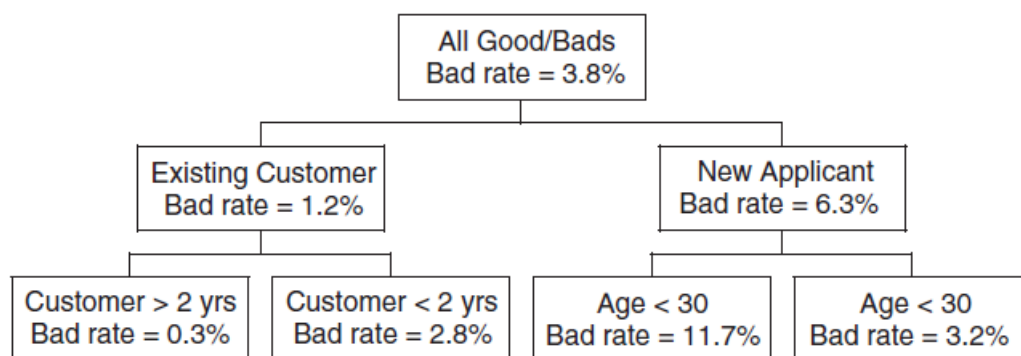 All Good/Bads
Bad rate = 3.8%
Existing Customer
Bad rate = 1.2%
New Applicant
Bad rate = 6.3%
Customer > 2 yrs
Bad rate = 0.3%
Customer < 2 yrs
Bad rate = 2.8%
Age < 30
Bad rate = 11.7%
Age < 30
Bad rate = 3.2%